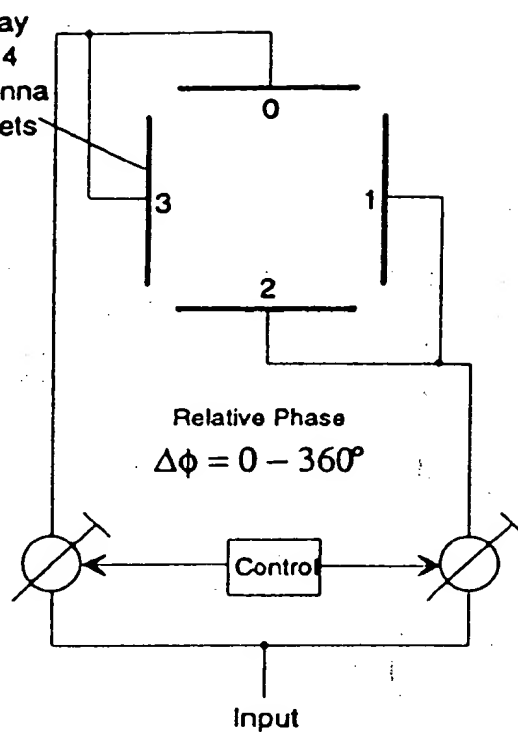 ay
4
nna
ets
0
3
1
2
Relative Phase
Δϕ = 0 – 360°
Control
Input